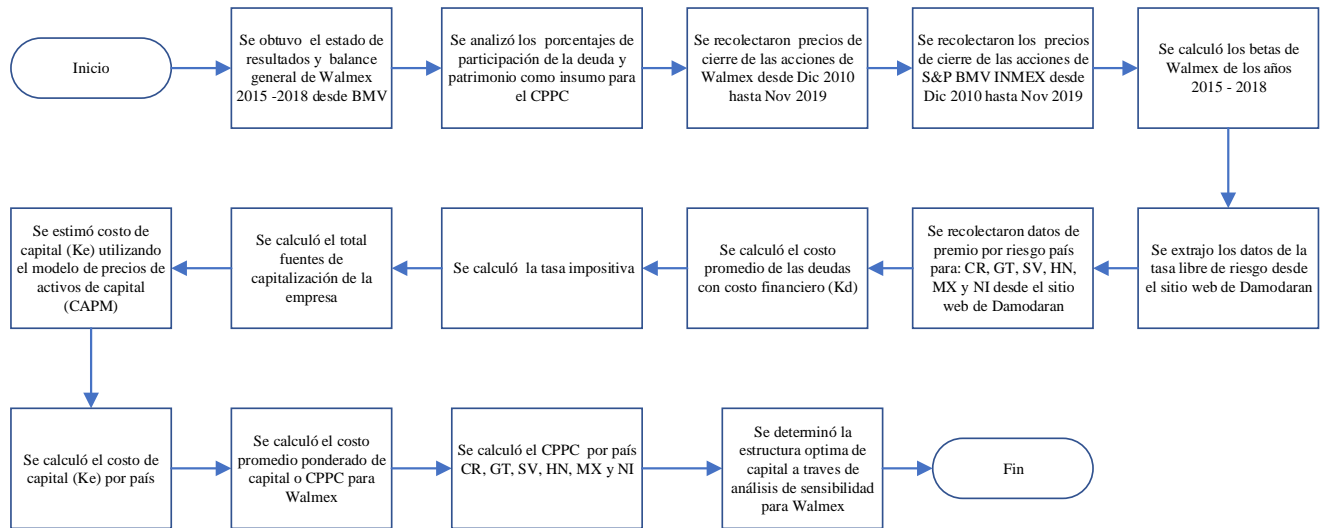 Inicio
Se obtuvo el estado de
resultados y balance
general de Walmex
2015 -2018 desde BMV
Se analizó los porcentajes de
participación de la deuda y
patrimonio como insumo para
el CPPC
Se recolectaron precios de
cierre de las acciones de
Walmex desde Dic 2010
hasta Nov 2019
Se recolectaron los precios
de cierre de las acciones de
S&P BMV INMEX desde
Dic 2010 hasta Nov 2019
Se calculó los betas de
Walmex de los años
2015 - 2018
Se extrajo los datos de la
tasa libre de riesgo desde
el sitio web de Damodaran
Se recolectaron datos de
premio por riesgo país
para: CR, GT, SV, HN,
MX y NI desde el sitio
web de Damodaran
Se calculó el costo
promedio de las deudas
con costo financiero (Kd)
Se calculó la tasa impositiva
Se calculó el total
fuentes de
capitalización de la
empresa
Se estimó costo de
capital (Ke) utilizando
el modelo de precios de
activos de capital
(CAPM)
Se calculó el costo de
capital (Ke) por país
Se calculó el costo
promedio ponderado de
capital o CPPC para
Walmex
Se calculó el CPPC por país
CR, GT, SV, HN, MX y NI
Se determinó la
estructura optima de
capital a traves de
análisis de sensibilidad
para Walmex
Fin